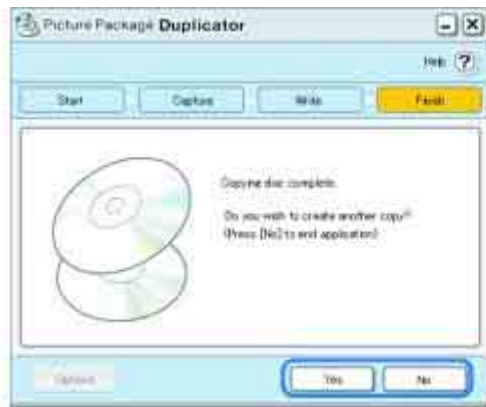 Picture Package Duplicator
Help ?
Start
Capture
Write
Finish
Copying disc complete.
Do you wish to create another copy?
(Press [No] to end application)
Options
Yes
No